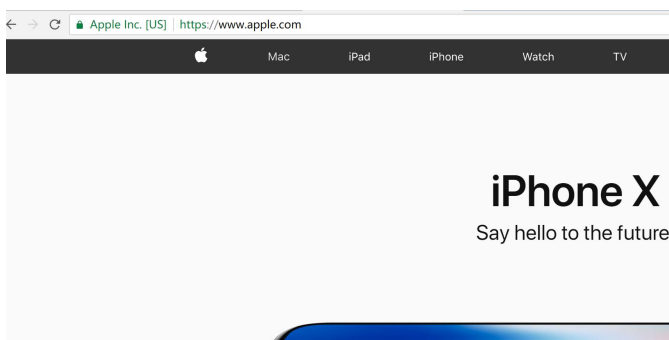 Apple Inc. [US] | https://www.apple.com
Mac iPad iPhone Watch TV
iPhone X
Say hello to the future